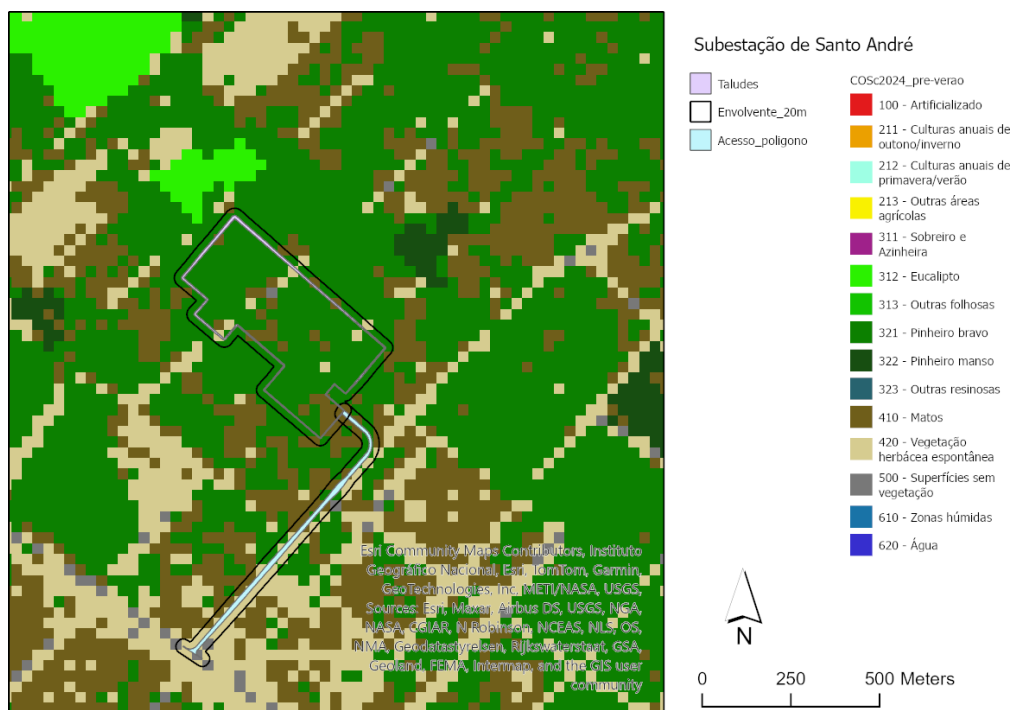 Subestação de Santo André
Taludes
Envolvente_20m
Acesso_poligono
COSc2024_pre-verao
100 - Artificializado
211 - Culturas anuais de
outono/inverno
212 - Culturas anuais de
primavera/verão
213 - Outras áreas
agrícolas
311 - Sobreiro e
Azinheira
312 - Eucalipto
313 - Outras folhosas
321 - Pinheiro bravo
322 - Pinheiro manso
323 - Outras resinosas
410 - Matos
420 - Vegetação
herbácea espontânea
500 - Superfícies sem
vegetação
610 - Zonas húmidas
620 - Água
Esri Community Maps Contributors, Instituto
Geográfico Nacional, Esri, TomTom, Garmin,
GeoTechnologies, Inc, METI/NASA, USGS,
Sources: Esri, Maxar, Airbus DS, USGS, NGA,
NASA, CGIAR, N Robinson, NCEAS, NLS, OS,
NMA, Geodatastyrelsen, Rijkswaterstaat, GSA,
Geoland, FEMA, Intermap, and the GIS user
community
N
0 250 500 Meters